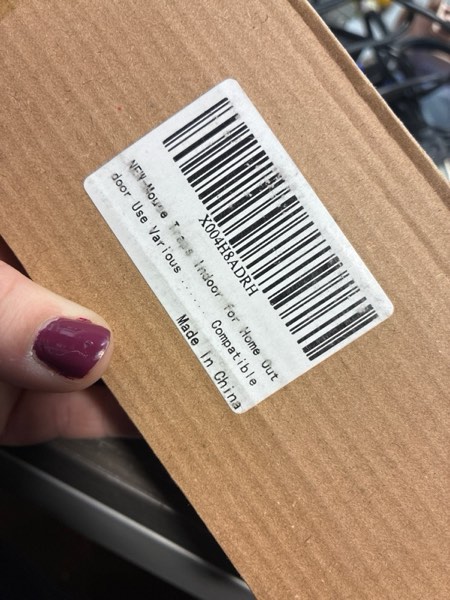 X004H8ADRH
NEW Mouse Traps Indoor for Home Out
door Use Various ..... Compatible
Made In China